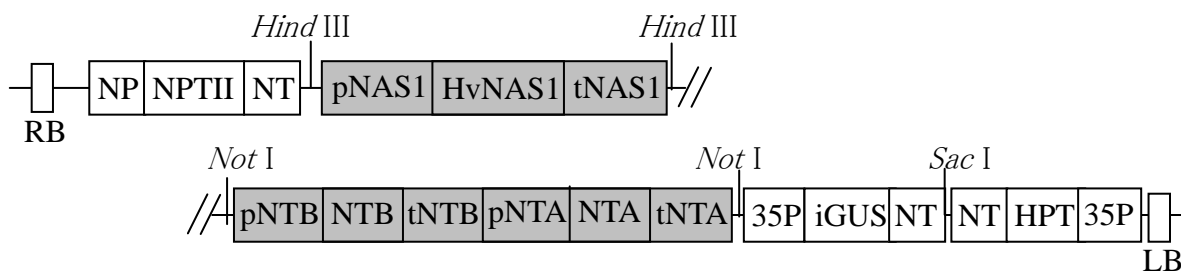 Hind III Hind III
NP NPTII NT pNAS1 HvNAS1 tNAS1
RB
Not I Not I Sac I
pNTB NTB tNTB pNTA NTA tNTA 35P iGUS NT NT HPT 35P
LB